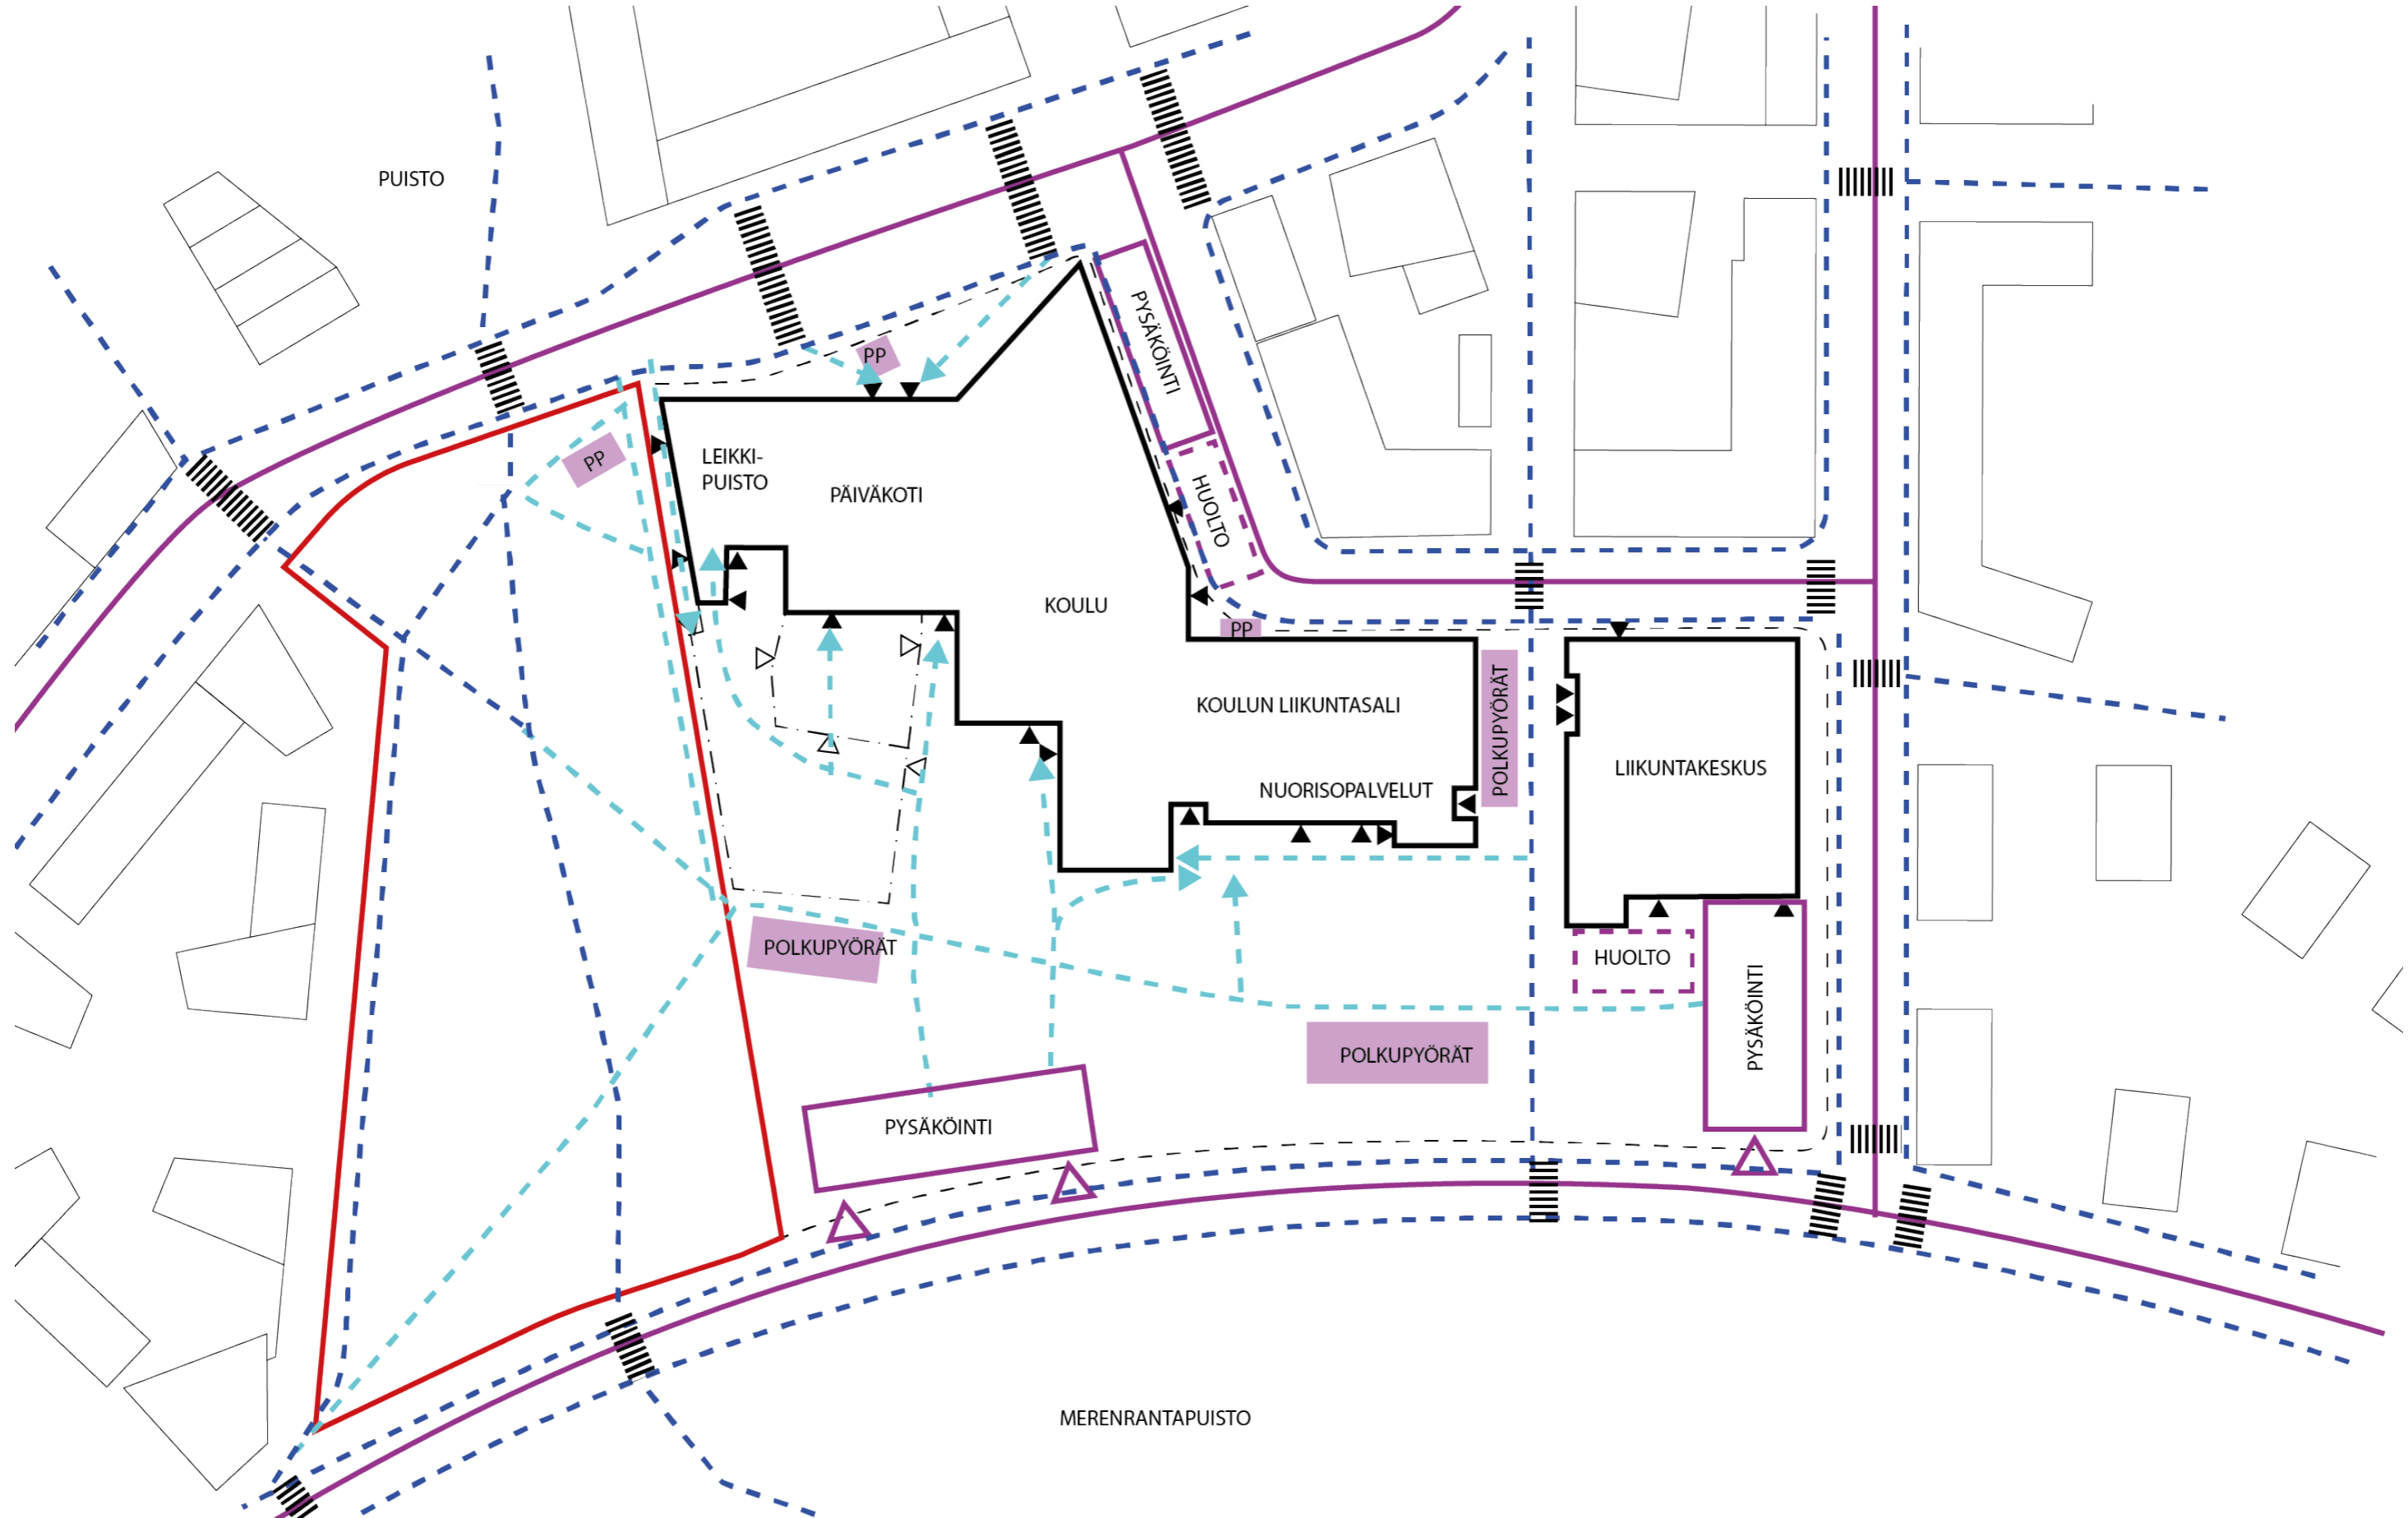 PUISTO
PYSÄKÖINTI
PP
PP
LEIKKI-
PUISTO
PÄIVÄKOTI
HUOLTO
KOULU
PP
KOULUN LIIKUNTASALI
POLKUPYÖRÄT
LIIKUNTAKESKUS
NUORISOPALVELUT
POLKUPYÖRÄT
HUOLTO
PYSÄKÖINTI
POLKUPYÖRÄT
PYSÄKÖINTI
MERENRANTAPUISTO